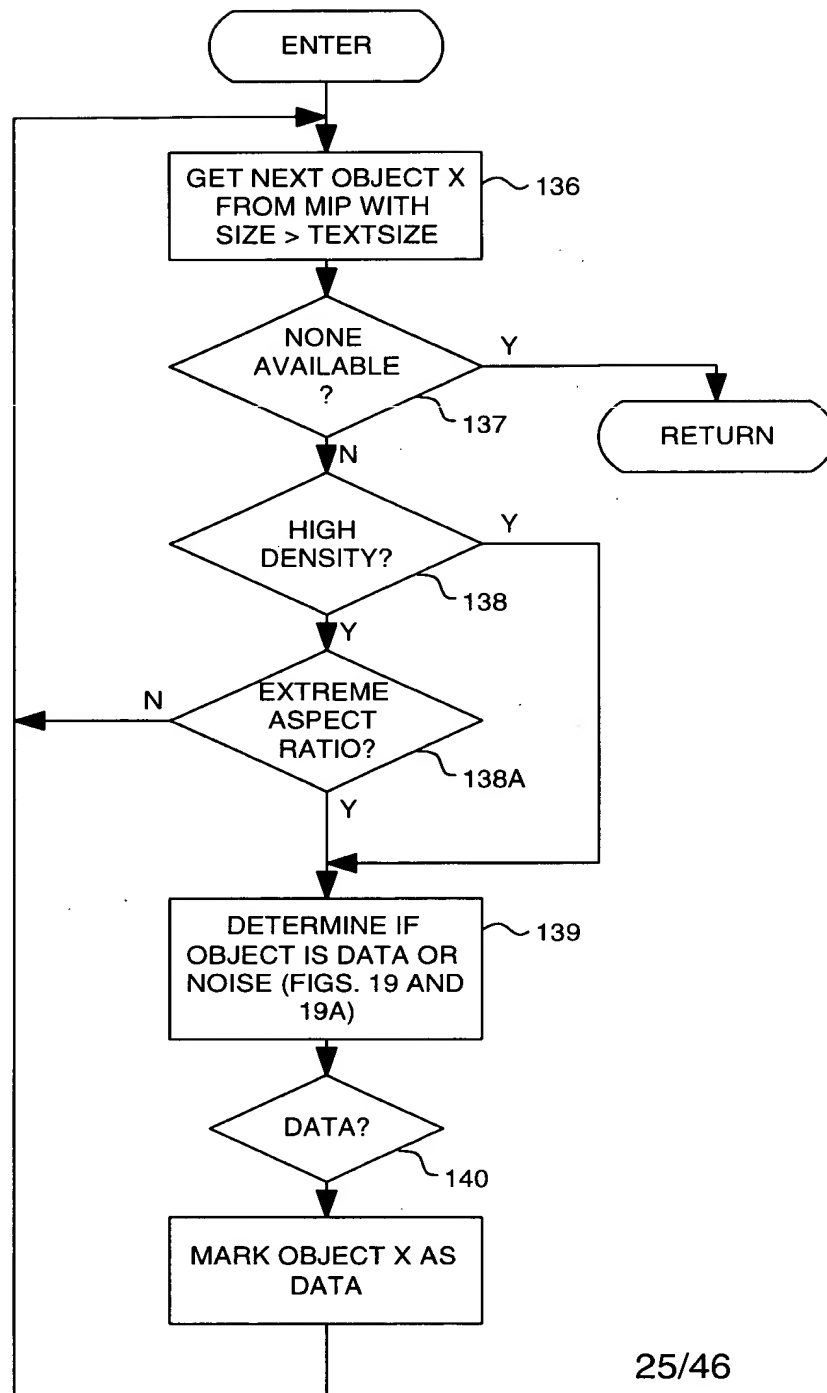 ENTER
GET NEXT OBJECT X
FROM MIP WITH
SIZE > TEXTSIZE
136
NONE
AVAILABLE
?
Y
137
RETURN
N
HIGH
DENSITY?
Y
138
Y
EXTREME
ASPECT
RATIO?
N
138A
Y
DETERMINE IF
OBJECT IS DATA OR
NOISE (FIGS. 19 AND
19A)
139
DATA?
140
MARK OBJECT X AS
DATA
25/46